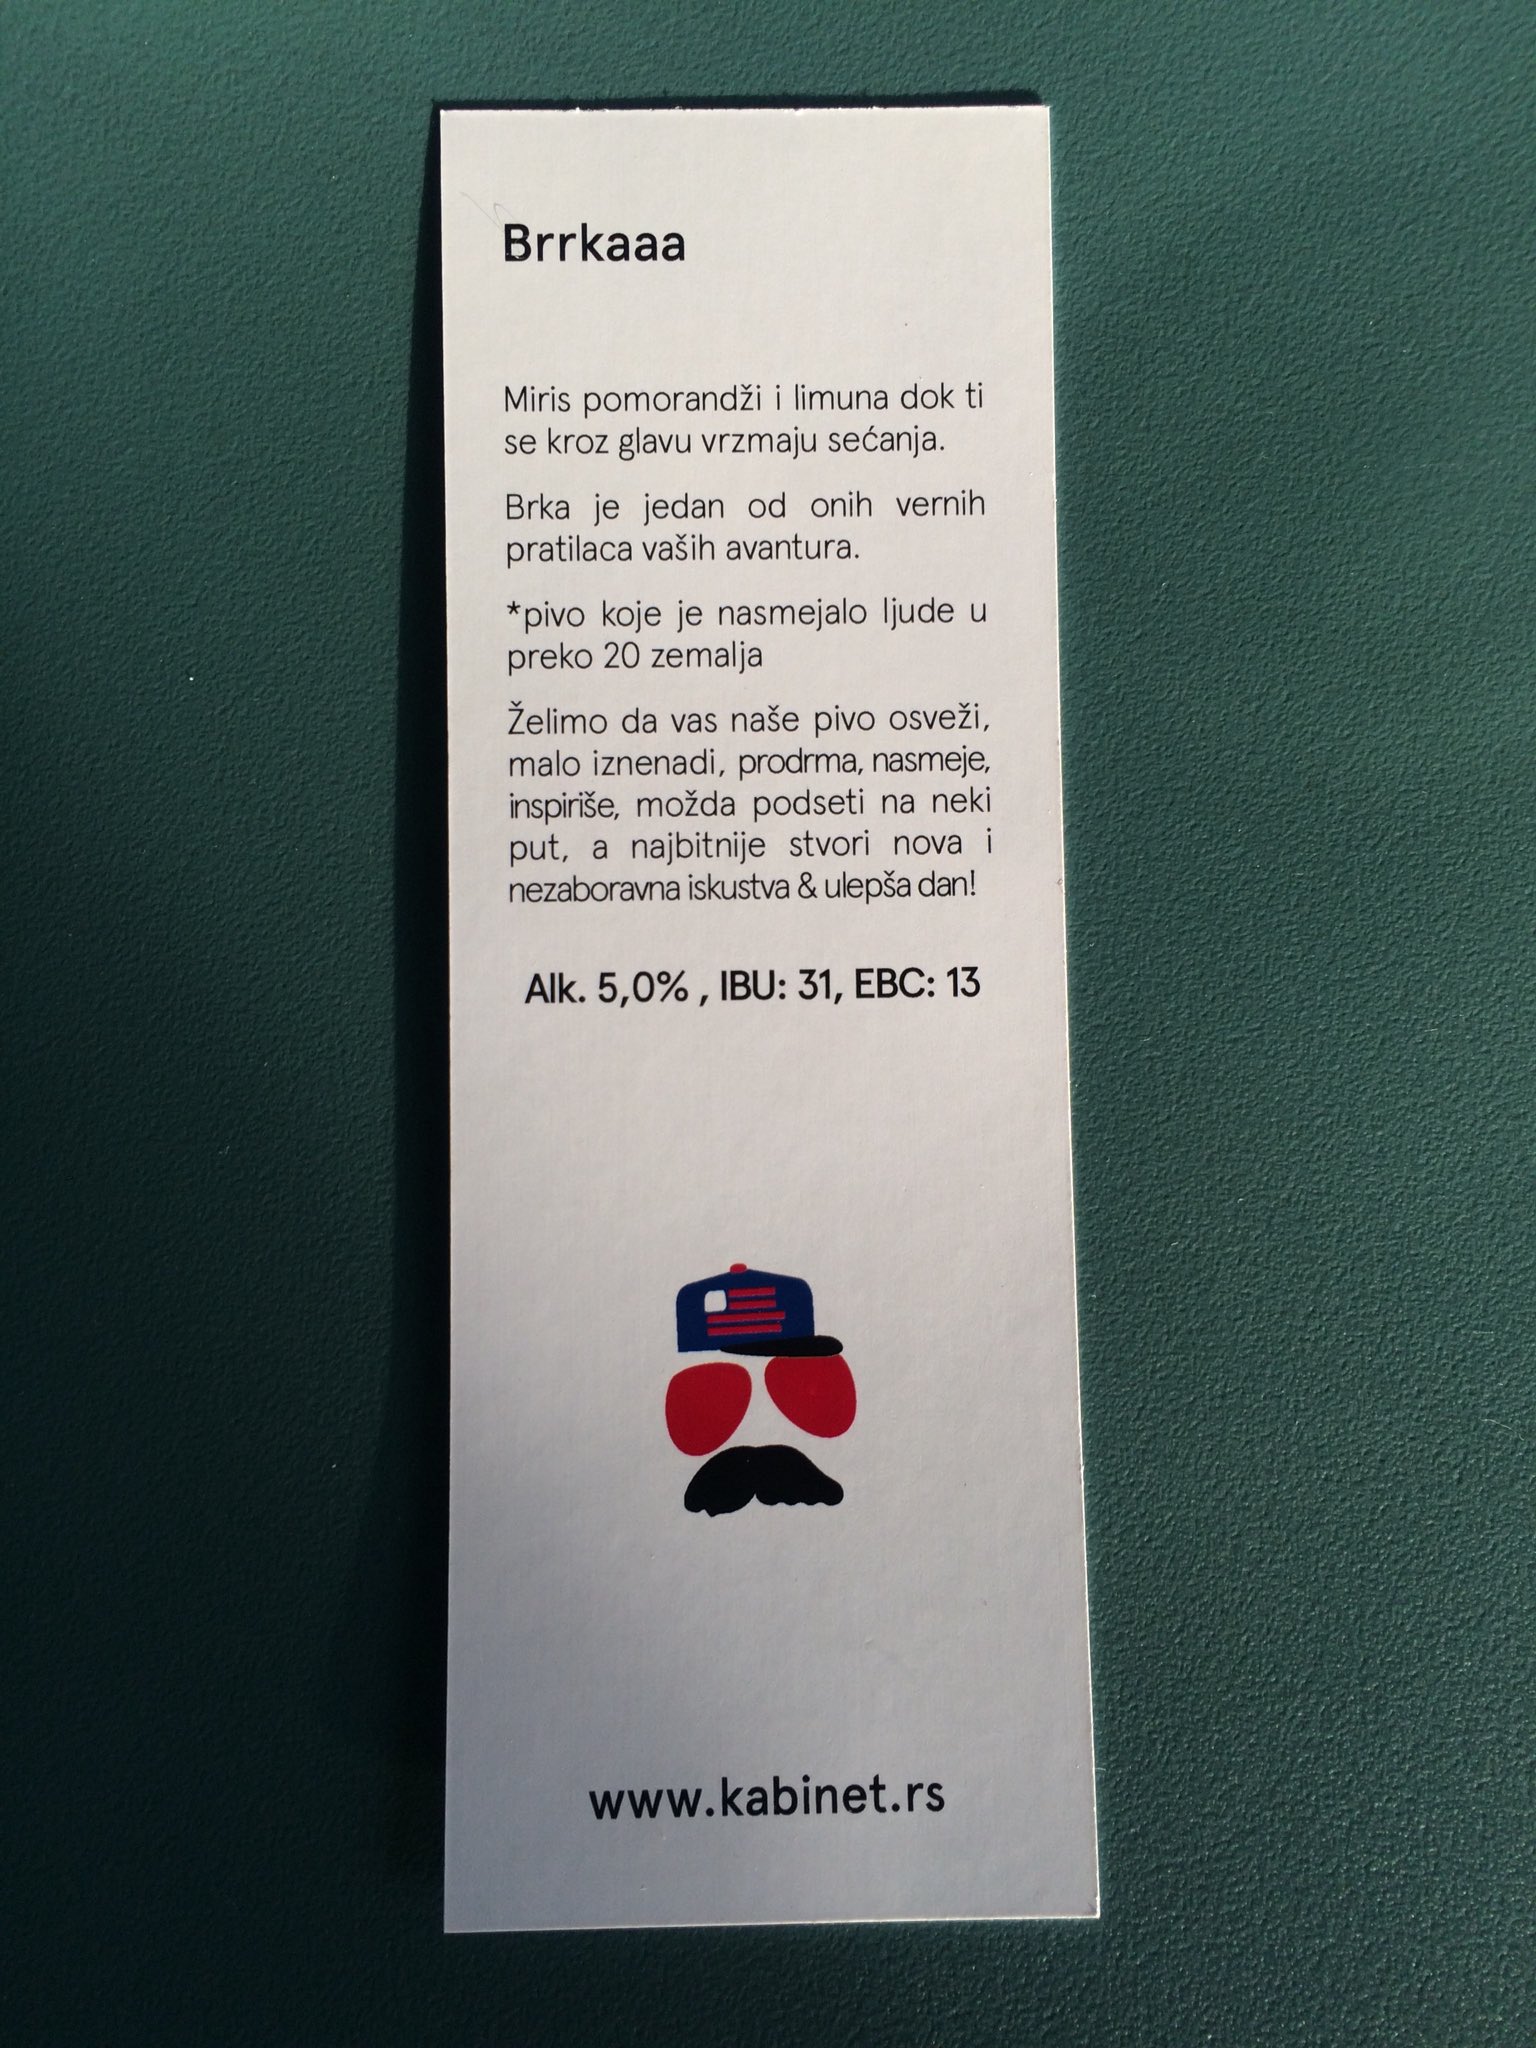 Brrkaaa
Miris pomorandži i limuna dok ti
se kroz glavu vrzmaju sećanja.
Brka je jedan od onih vernih
pratilaca vaših avantura.
*pivo koje je nasmejalo ljude u
preko 20 zemalja
Želimo da vas naše pivo osveži,
malo iznenadi, prodrma, nasmeje,
inspiriše, možda podseti na neki
put, a najbitnije stvori nova i
nezaboravna iskustva & ulepša dan!
Alk. 5,0% , IBU: 31, EBC: 13
www.kabinet.rs